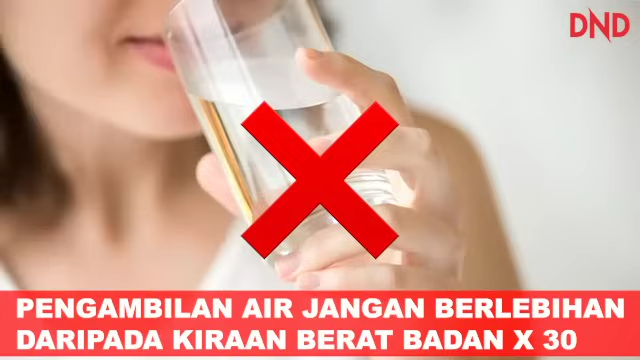 DND
PENGAMBILAN AIR JANGAN BERLEBIHAN
DARIPADA KIRAAN BERAT BADAN X 30